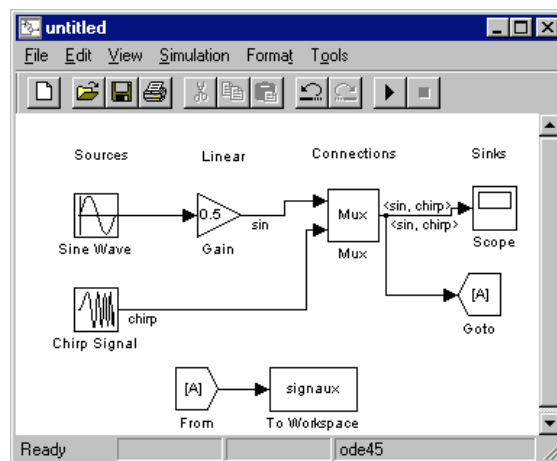 untitled
File Edit View Simulation Format Tools
Sources Linear Connections Sinks
0.5
Mux
<sin, chirp>
<sin, chirp>
sin
Sine Wave
Gain
Mux
Scope
chirp
[A]
Chirp Signal
Goto
[A]
signaux
From
To Workspace
Ready
ode45